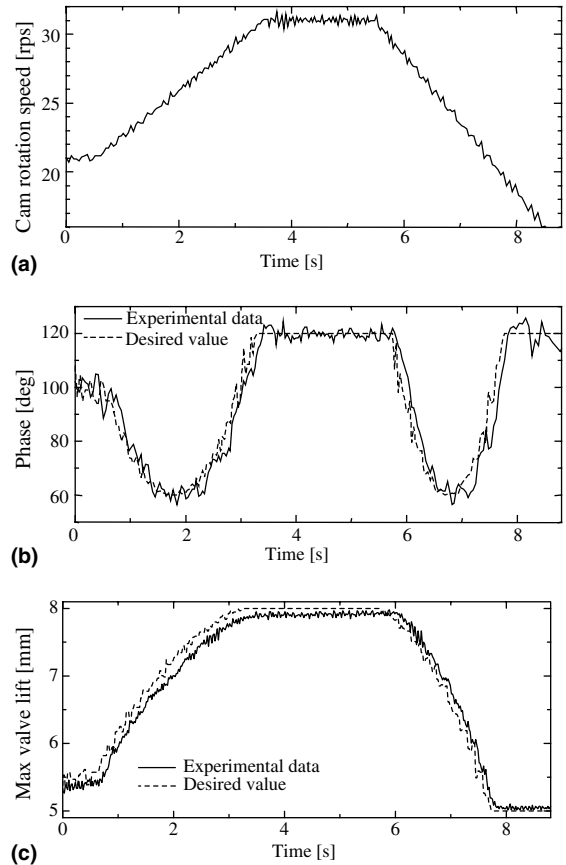 Cam rotation speed [rps]
30
25
20
0 2 4 6 8
Time [s]
(a)
Phase [deg]
120
100
80
60
Experimental data
Desired value
0 2 4 6 8
Time [s]
(b)
Max valve lift [mm]
8
7
6
5
Experimental data
Desired value
0 2 4 6 8
Time [s]
(c)